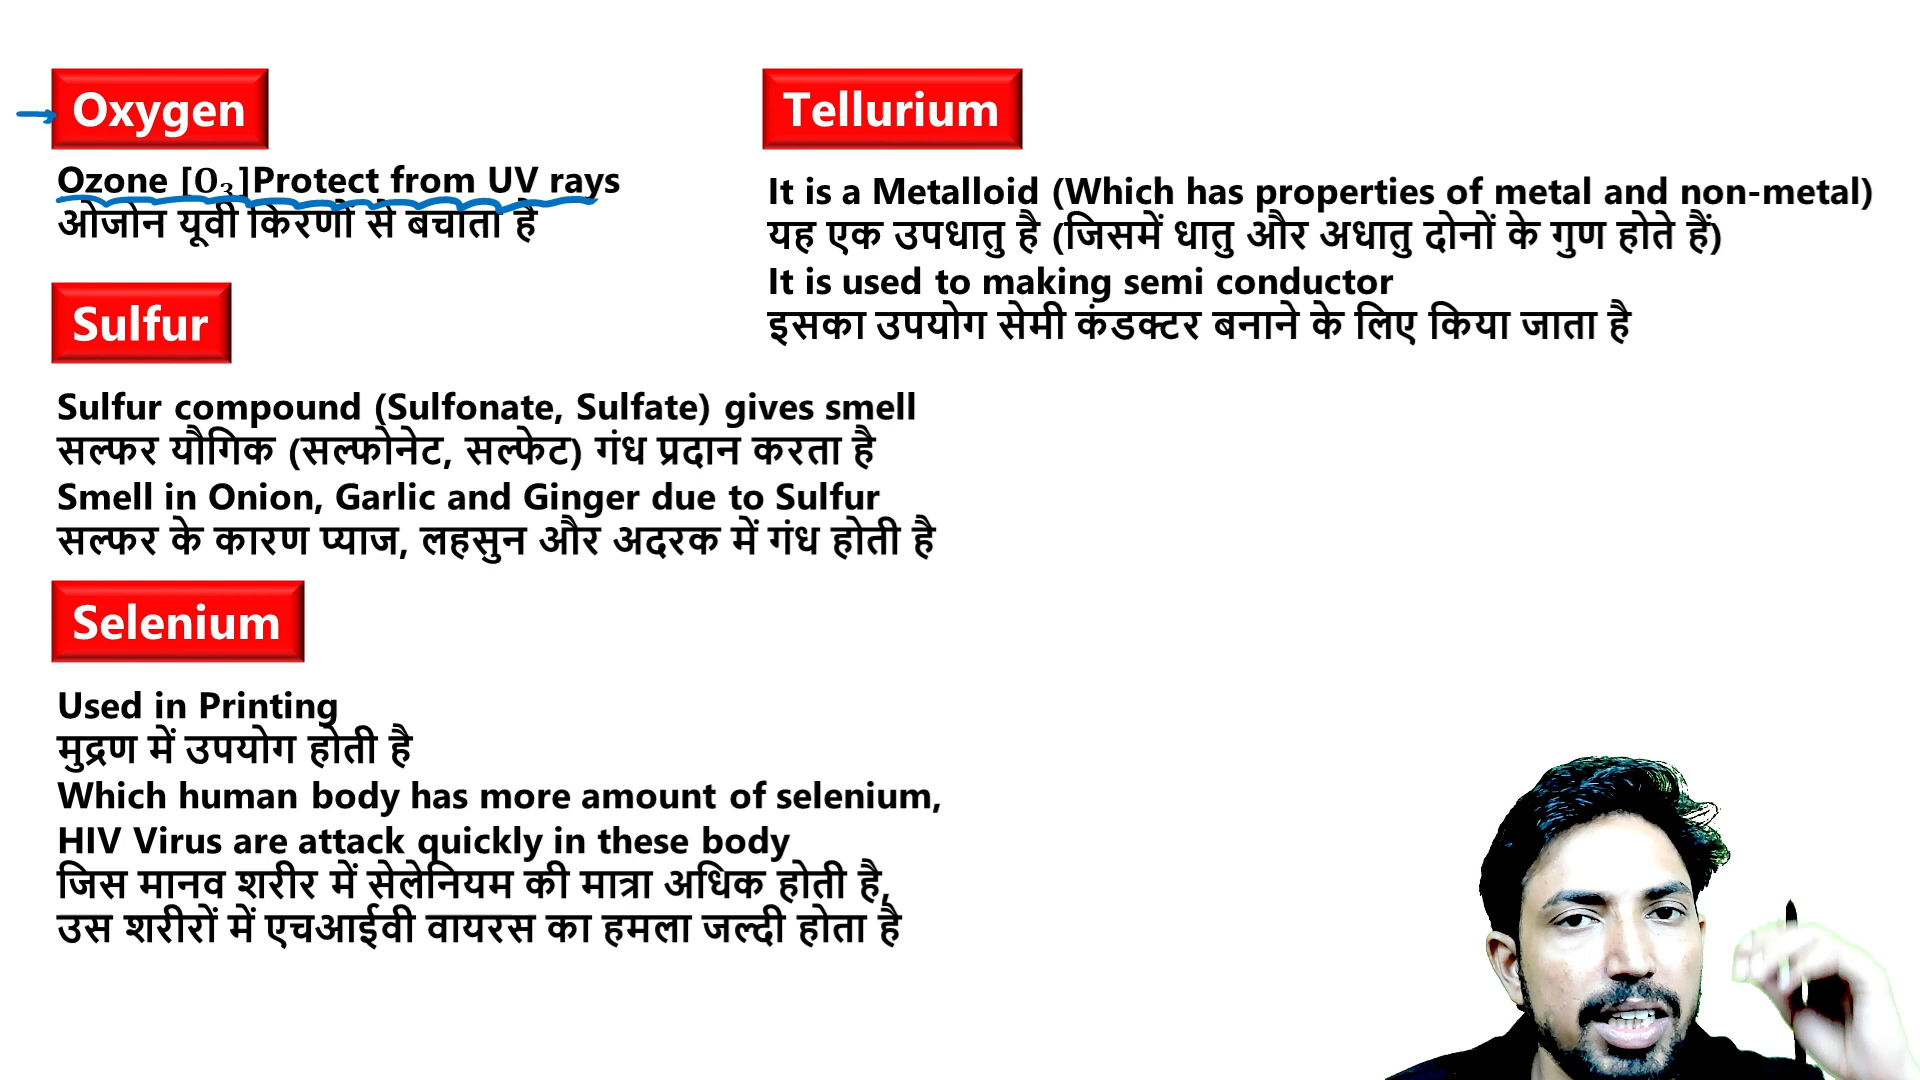 Oxygen
Ozone [O₃]Protect from UV rays
ओजोन यूवी किरणों से बचाता है
Sulfur
Sulfur compound (Sulfonate, Sulfate) gives smell
सल्फर यौगिक (सल्फोनेट, सल्फेट) गंध प्रदान करता है
Smell in Onion, Garlic and Ginger due to Sulfur
सल्फर के कारण प्याज, लहसुन और अदरक में गंध होती है
Selenium
Used in Printing
मुद्रण में उपयोग होती है
Which human body has more amount of selenium,
HIV Virus are attack quickly in these body
जिस मानव शरीर में सेलेनियम की मात्रा अधिक होती है,
उस शरीरों में एचआईवी वायरस का हमला जल्दी होता है
Tellurium
It is a Metalloid (Which has properties of metal and non-metal)
यह एक उपधातु है (जिसमें धातु और अधातु दोनों के गुण होते हैं)
It is used to making semi conductor
इसका उपयोग सेमी कंडक्टर बनाने के लिए किया जाता है